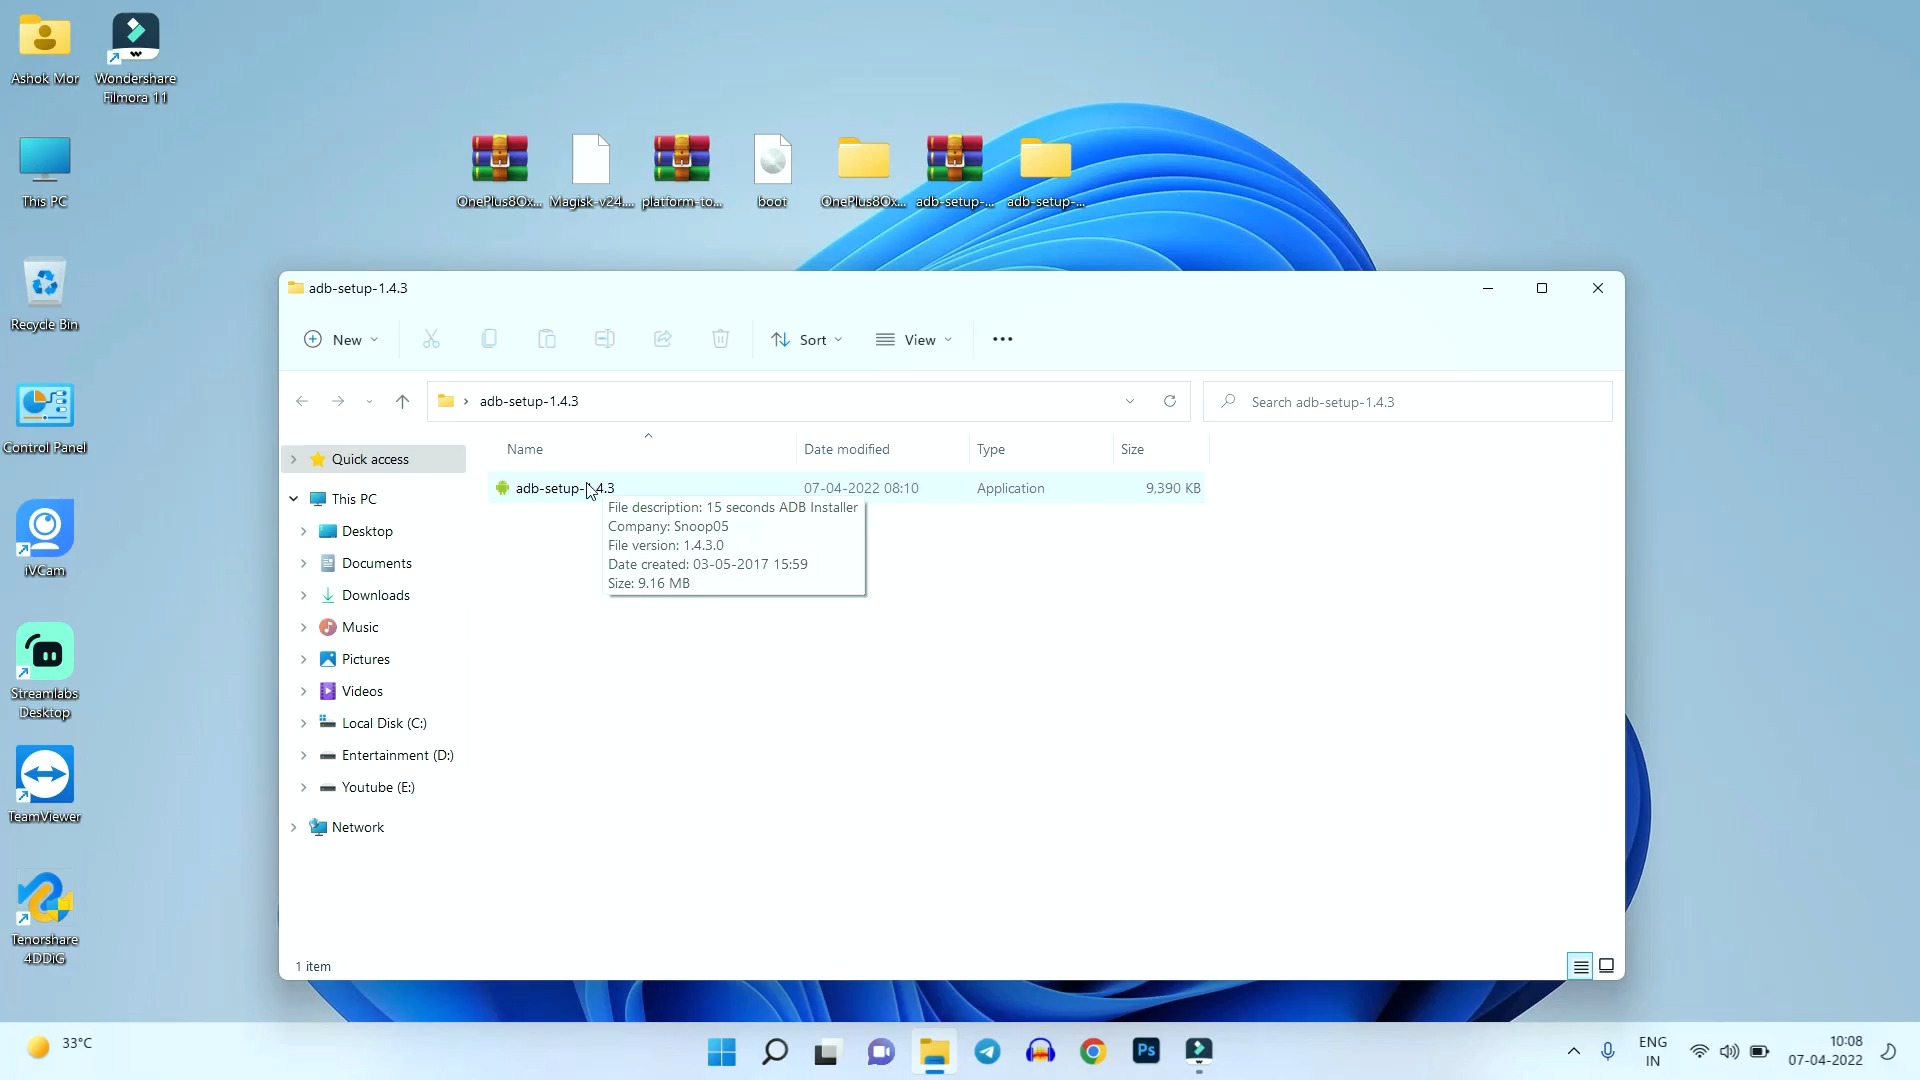 Ashok Mor
Wondershare
Filmora 11
This PC
Recycle Bin
Control Panel
iVCam
Streamlabs
Desktop
TeamViewer
Tenorshare
4DDiG
OnePlus8Ox...
Magisk-v24....
platform-to...
boot
OnePlus8Ox...
adb-setup-...
adb-setup-...
adb-setup-1.4.3
New
Sort
View
adb-setup-1.4.3
Search adb-setup-1.4.3
Name
Date modified
Type
Size
adb-setup-1.4.3
07-04-2022 08:10
Application
9,390 KB
File description: 15 seconds ADB Installer
Company: Snoop05
File version: 1.4.3.0
Date created: 03-05-2017 15:59
Size: 9.16 MB
Quick access
This PC
Desktop
Documents
Downloads
Music
Pictures
Videos
Local Disk (C:)
Entertainment (D:)
Youtube (E:)
Network
1 item
33°C
Ps
ENG
IN
10:08
07-04-2022